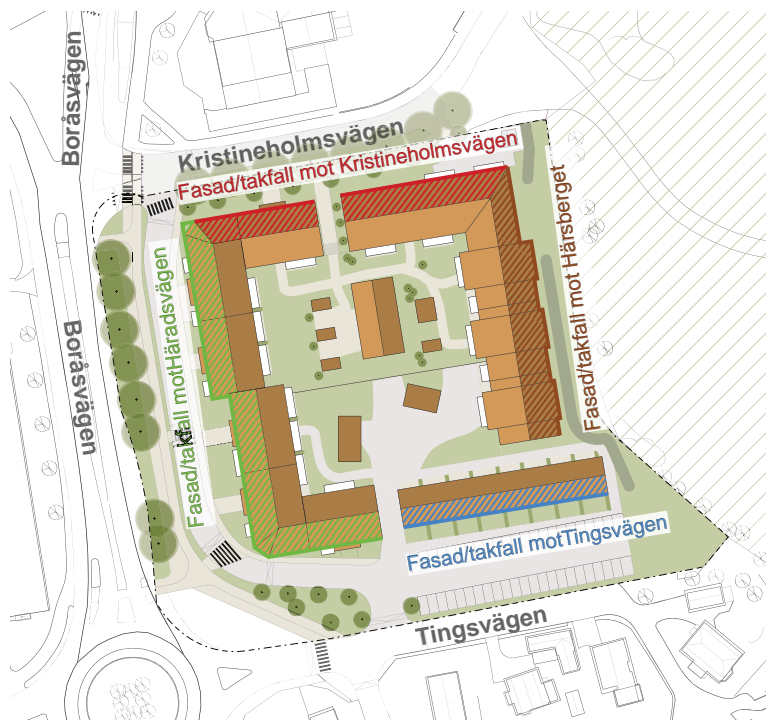 Boråsvägen
Kristineholmsvägen
Fasad/takfall mot Kristineholmsvägen
Fasad/takfall motHäradsvägen
Fasad/takfall mot Härsberget
Boråsvägen
Fasad/takfall motTingsvägen
Tingsvägen